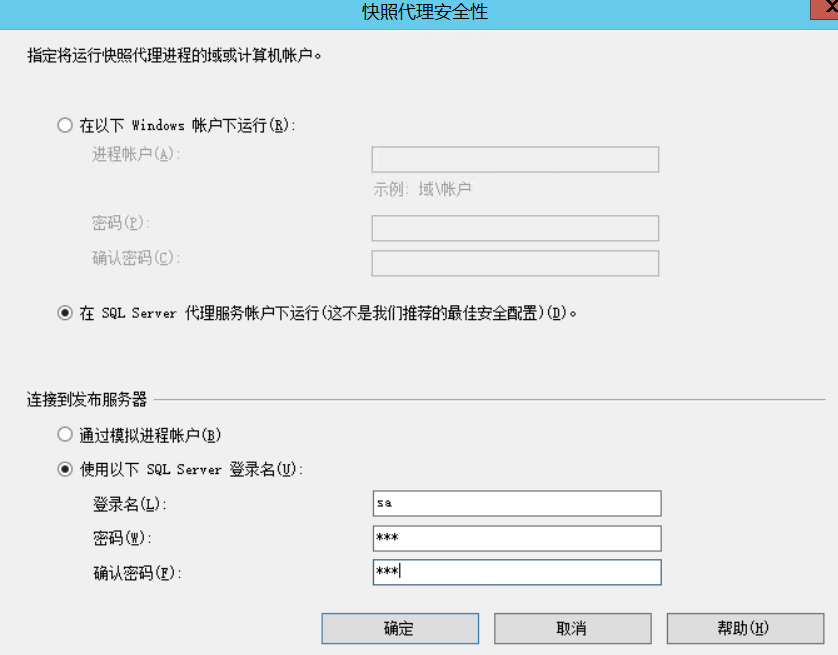 快照代理安全性
指定将运行快照代理进程的域或计算机帐户。
在以下 Windows 帐户下运行(R):
进程帐户(A):
示例: 域\帐户
密码(P):
确认密码(C):
在 SQL Server 代理服务帐户下运行(这不是我们推荐的最佳安全配置)(D)。
连接到发布服务器
通过模拟进程帐户(B)
使用以下 SQL Server 登录名(U):
登录名(L): sa
密码(W): ***
确认密码(F): ***
确定 取消 帮助(H)